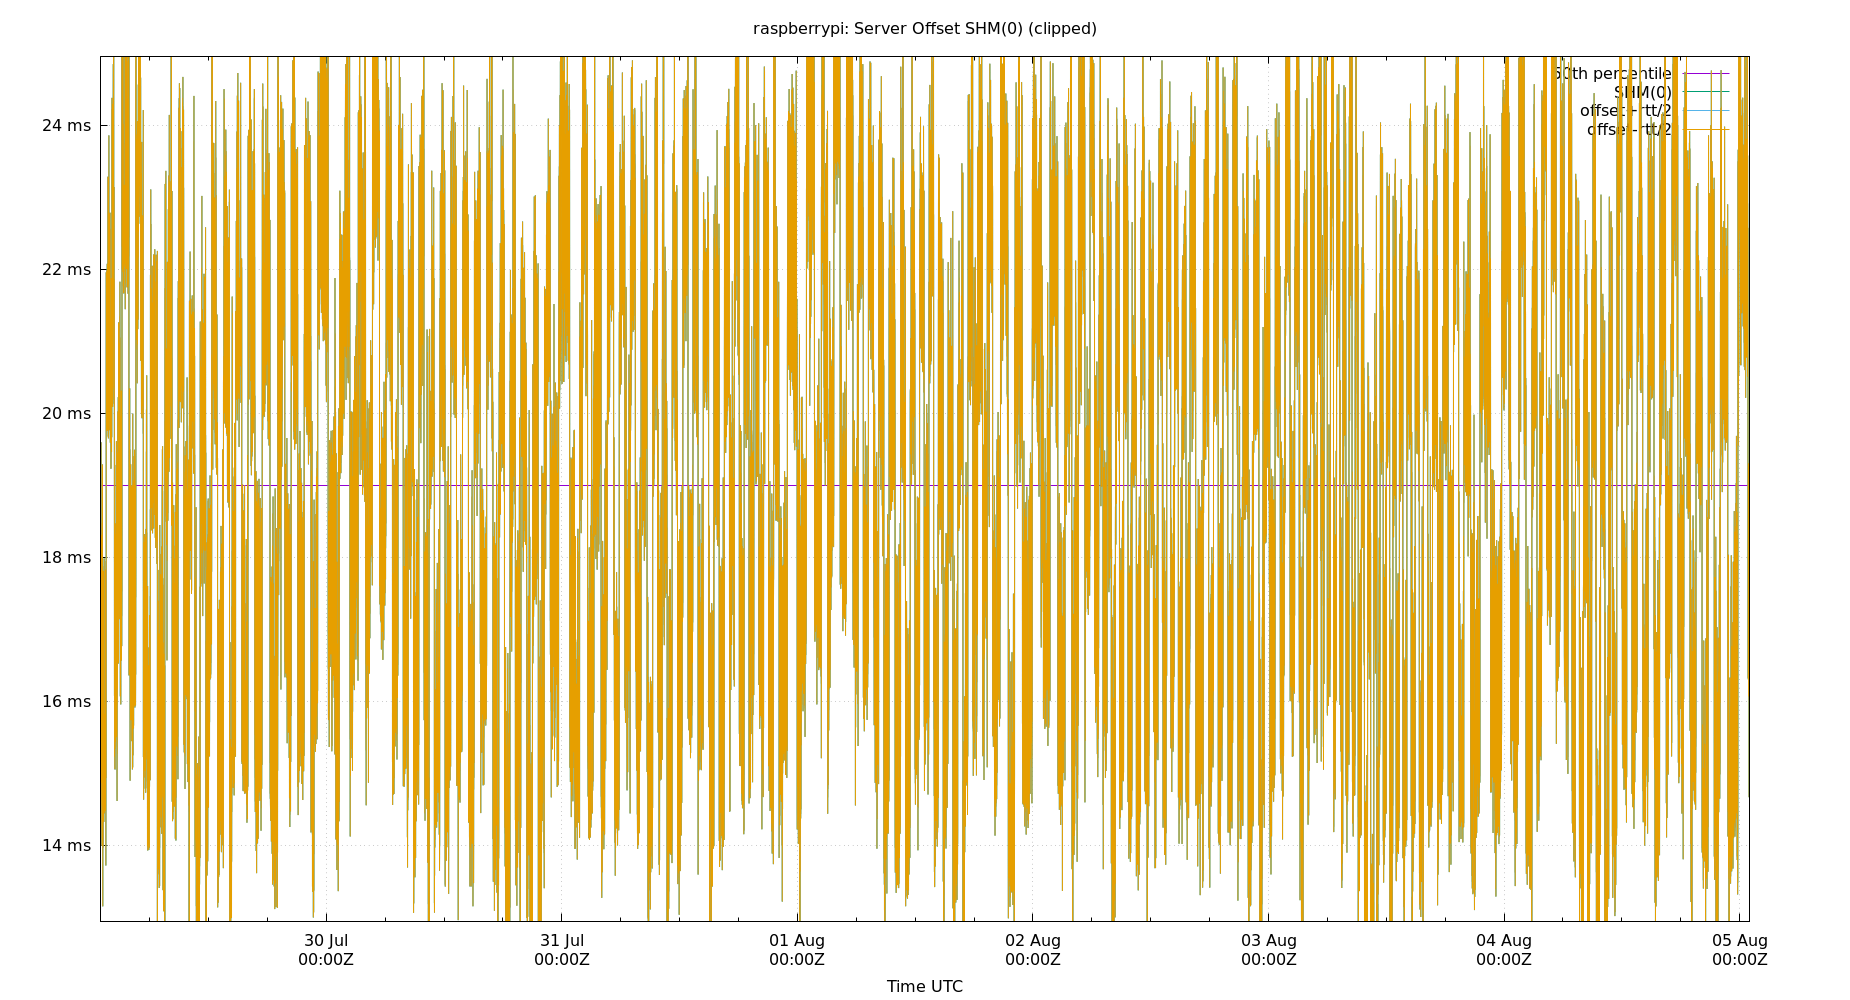 raspberrypi: Server Offset SHM(0) (clipped)
50th percentile
SHM(0)
offset+rtt/2
offset-rtt/2
24 ms
22 ms
20 ms
18 ms
16 ms
14 ms
30 Jul 31 Jul 01 Aug 02 Aug 03 Aug 04 Aug 05 Aug
00:00Z 00:00Z 00:00Z 00:00Z 00:00Z 00:00Z 00:00Z
Time UTC